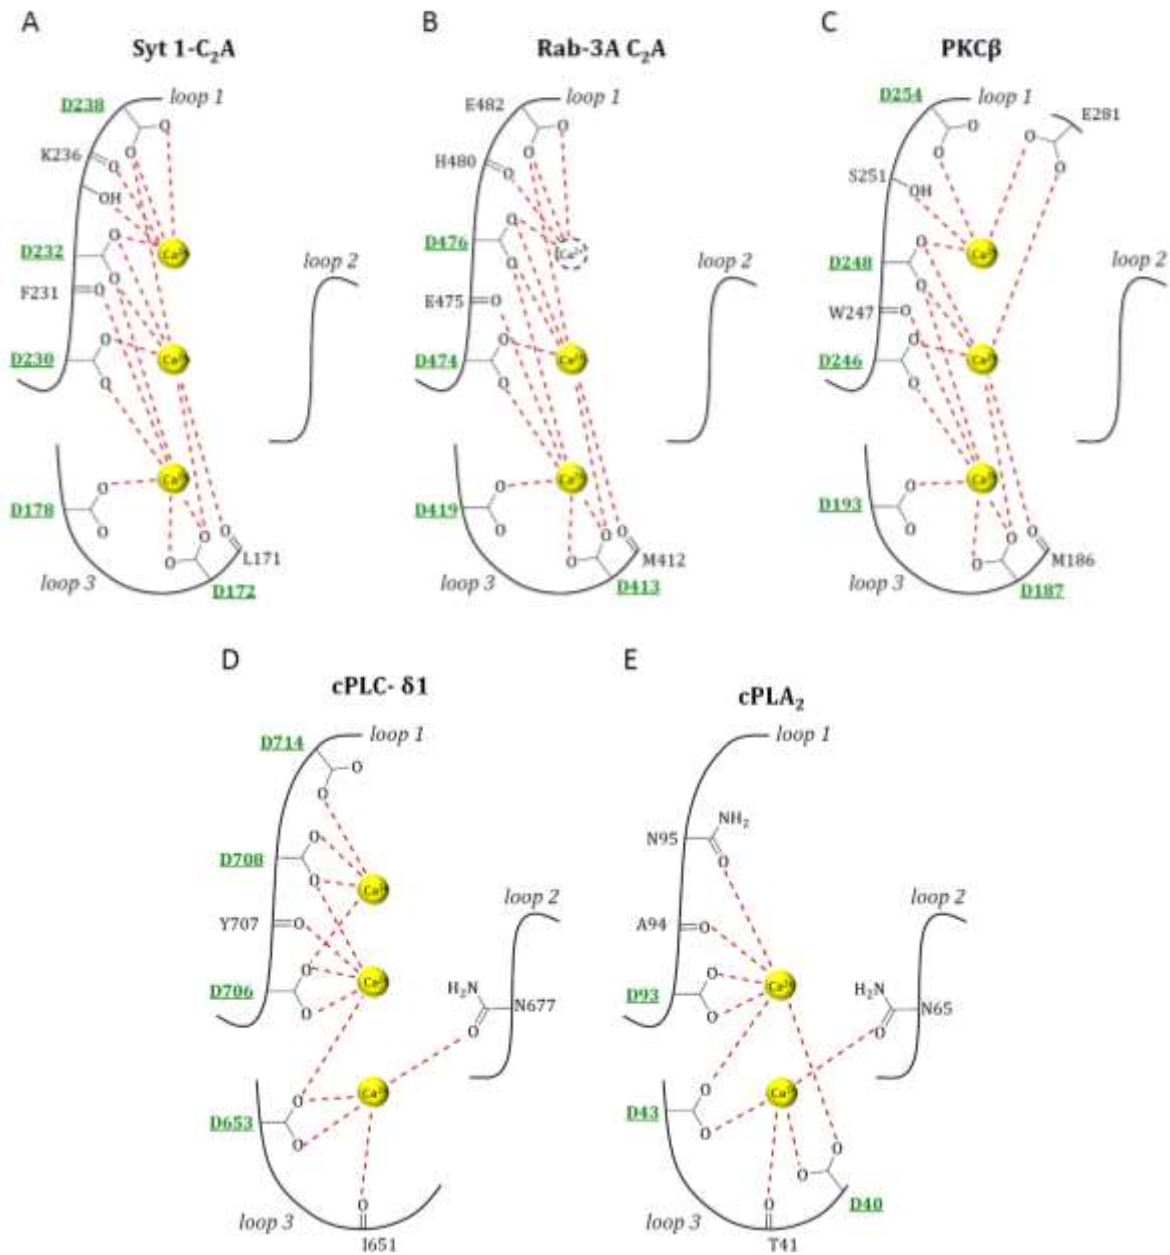 A
Syt 1-C₂A
D238
loop 1
O
O
K236
O
OH
Ca²⁺
D232
O
O
F231
O
loop 2
D230
O
O
Ca²⁺
Ca²⁺
D178
O
O
O
O
O
L171
loop 3
D172
B
Rab-3A C₂A
E482
loop 1
O
O
H480
O
Ca²⁺
D476
O
O
E475
O
loop 2
D474
O
O
Ca²⁺
Ca²⁺
D419
O
O
O
O
O
M412
loop 3
D413
C
PKCβ
D254
loop 1
E281
O
O
O
O
S251
OH
Ca²⁺
D248
O
O
W247
O
loop 2
D246
O
O
Ca²⁺
Ca²⁺
D193
O
O
O
O
O
M186
loop 3
D187
D
cPLC- δ1
D714
loop 1
O
O
D708
O
O
Ca²⁺
Y707
O
loop 2
D706
O
O
Ca²⁺
H₂N
O
N677
Ca²⁺
D653
O
O
O
loop 3
I651
E
cPLA₂
loop 1
N95
NH₂
O
A94
O
loop 2
D93
O
O
Ca²⁺
H₂N
O
N65
Ca²⁺
D43
O
O
O
O
O
D40
loop 3
T41